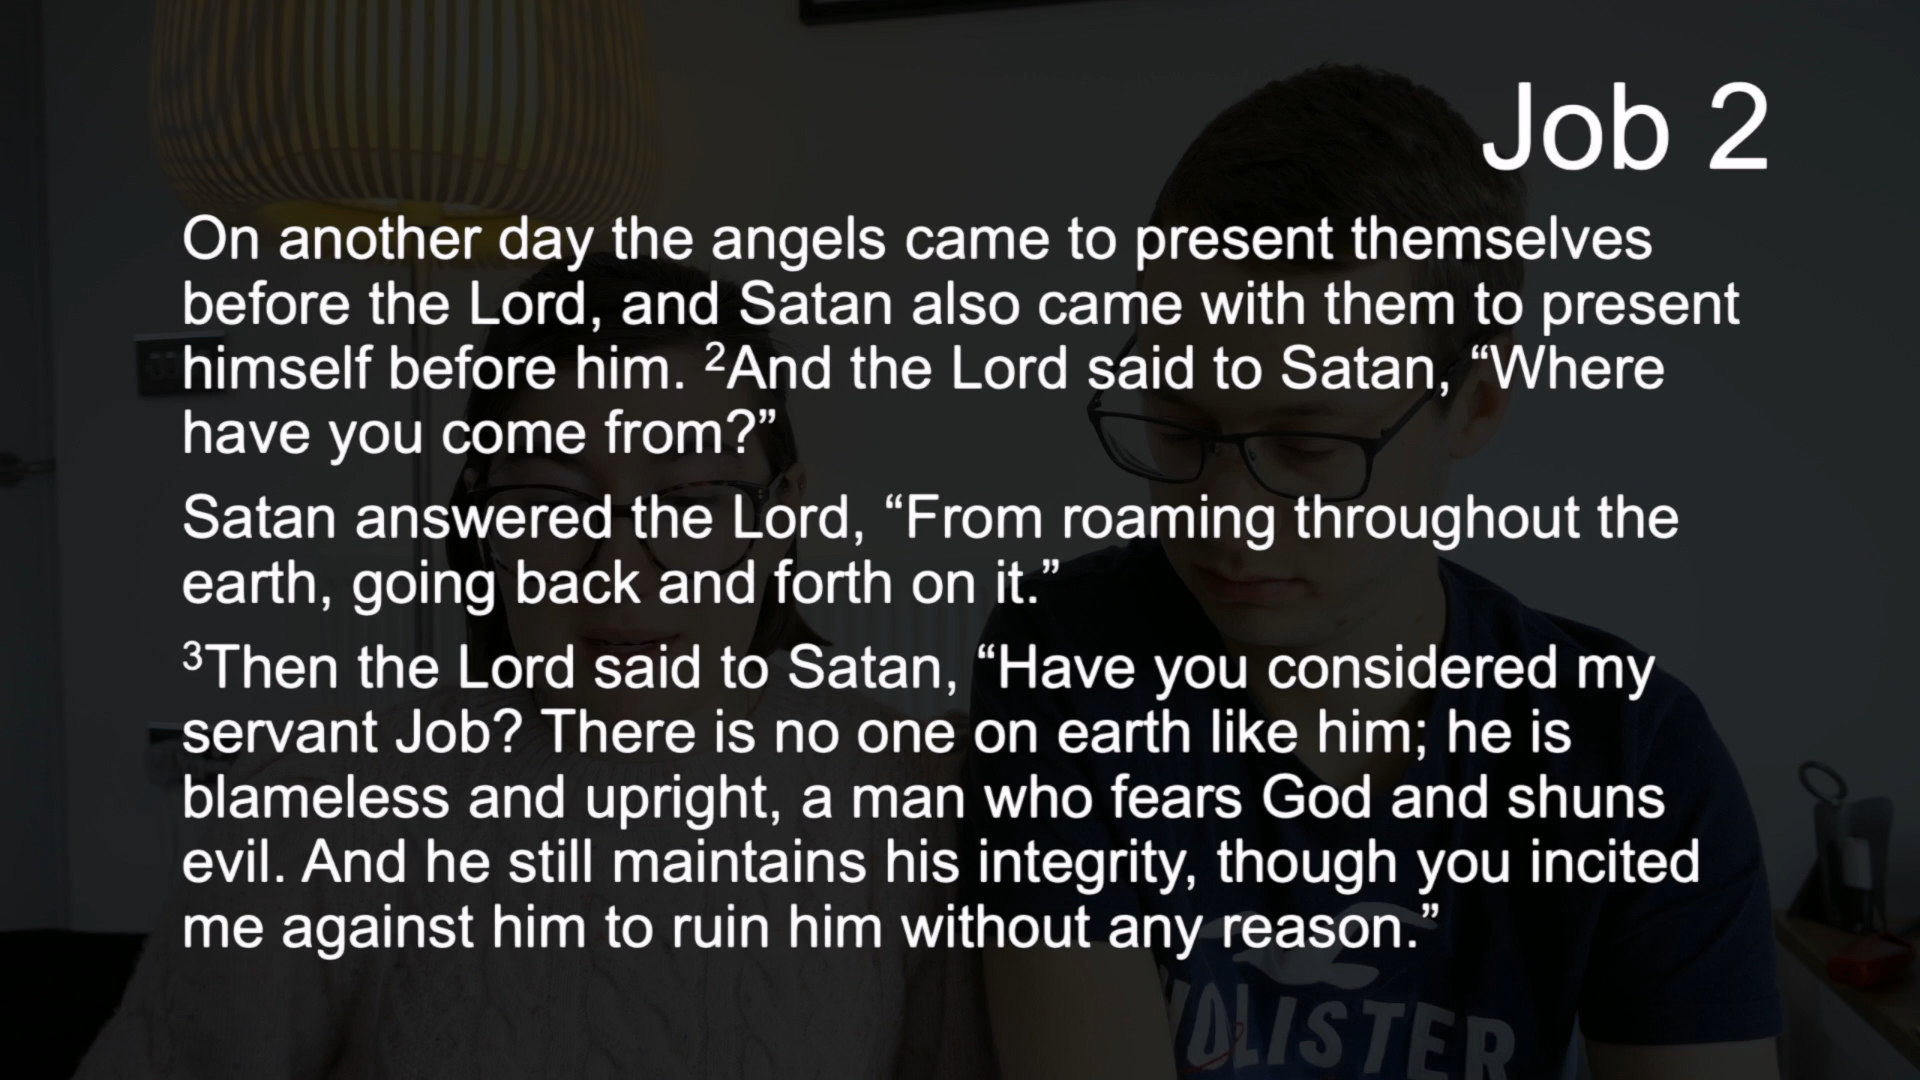 Job 2
On another day the angels came to present themselves
before the Lord, and Satan also came with them to present
himself before him. ²And the Lord said to Satan, “Where
have you come from?”
Satan answered the Lord, “From roaming throughout the
earth, going back and forth on it.”
³Then the Lord said to Satan, “Have you considered my
servant Job? There is no one on earth like him; he is
blameless and upright, a man who fears God and shuns
evil. And he still maintains his integrity, though you incited
me against him to ruin him without any reason.”
HOLLISTER